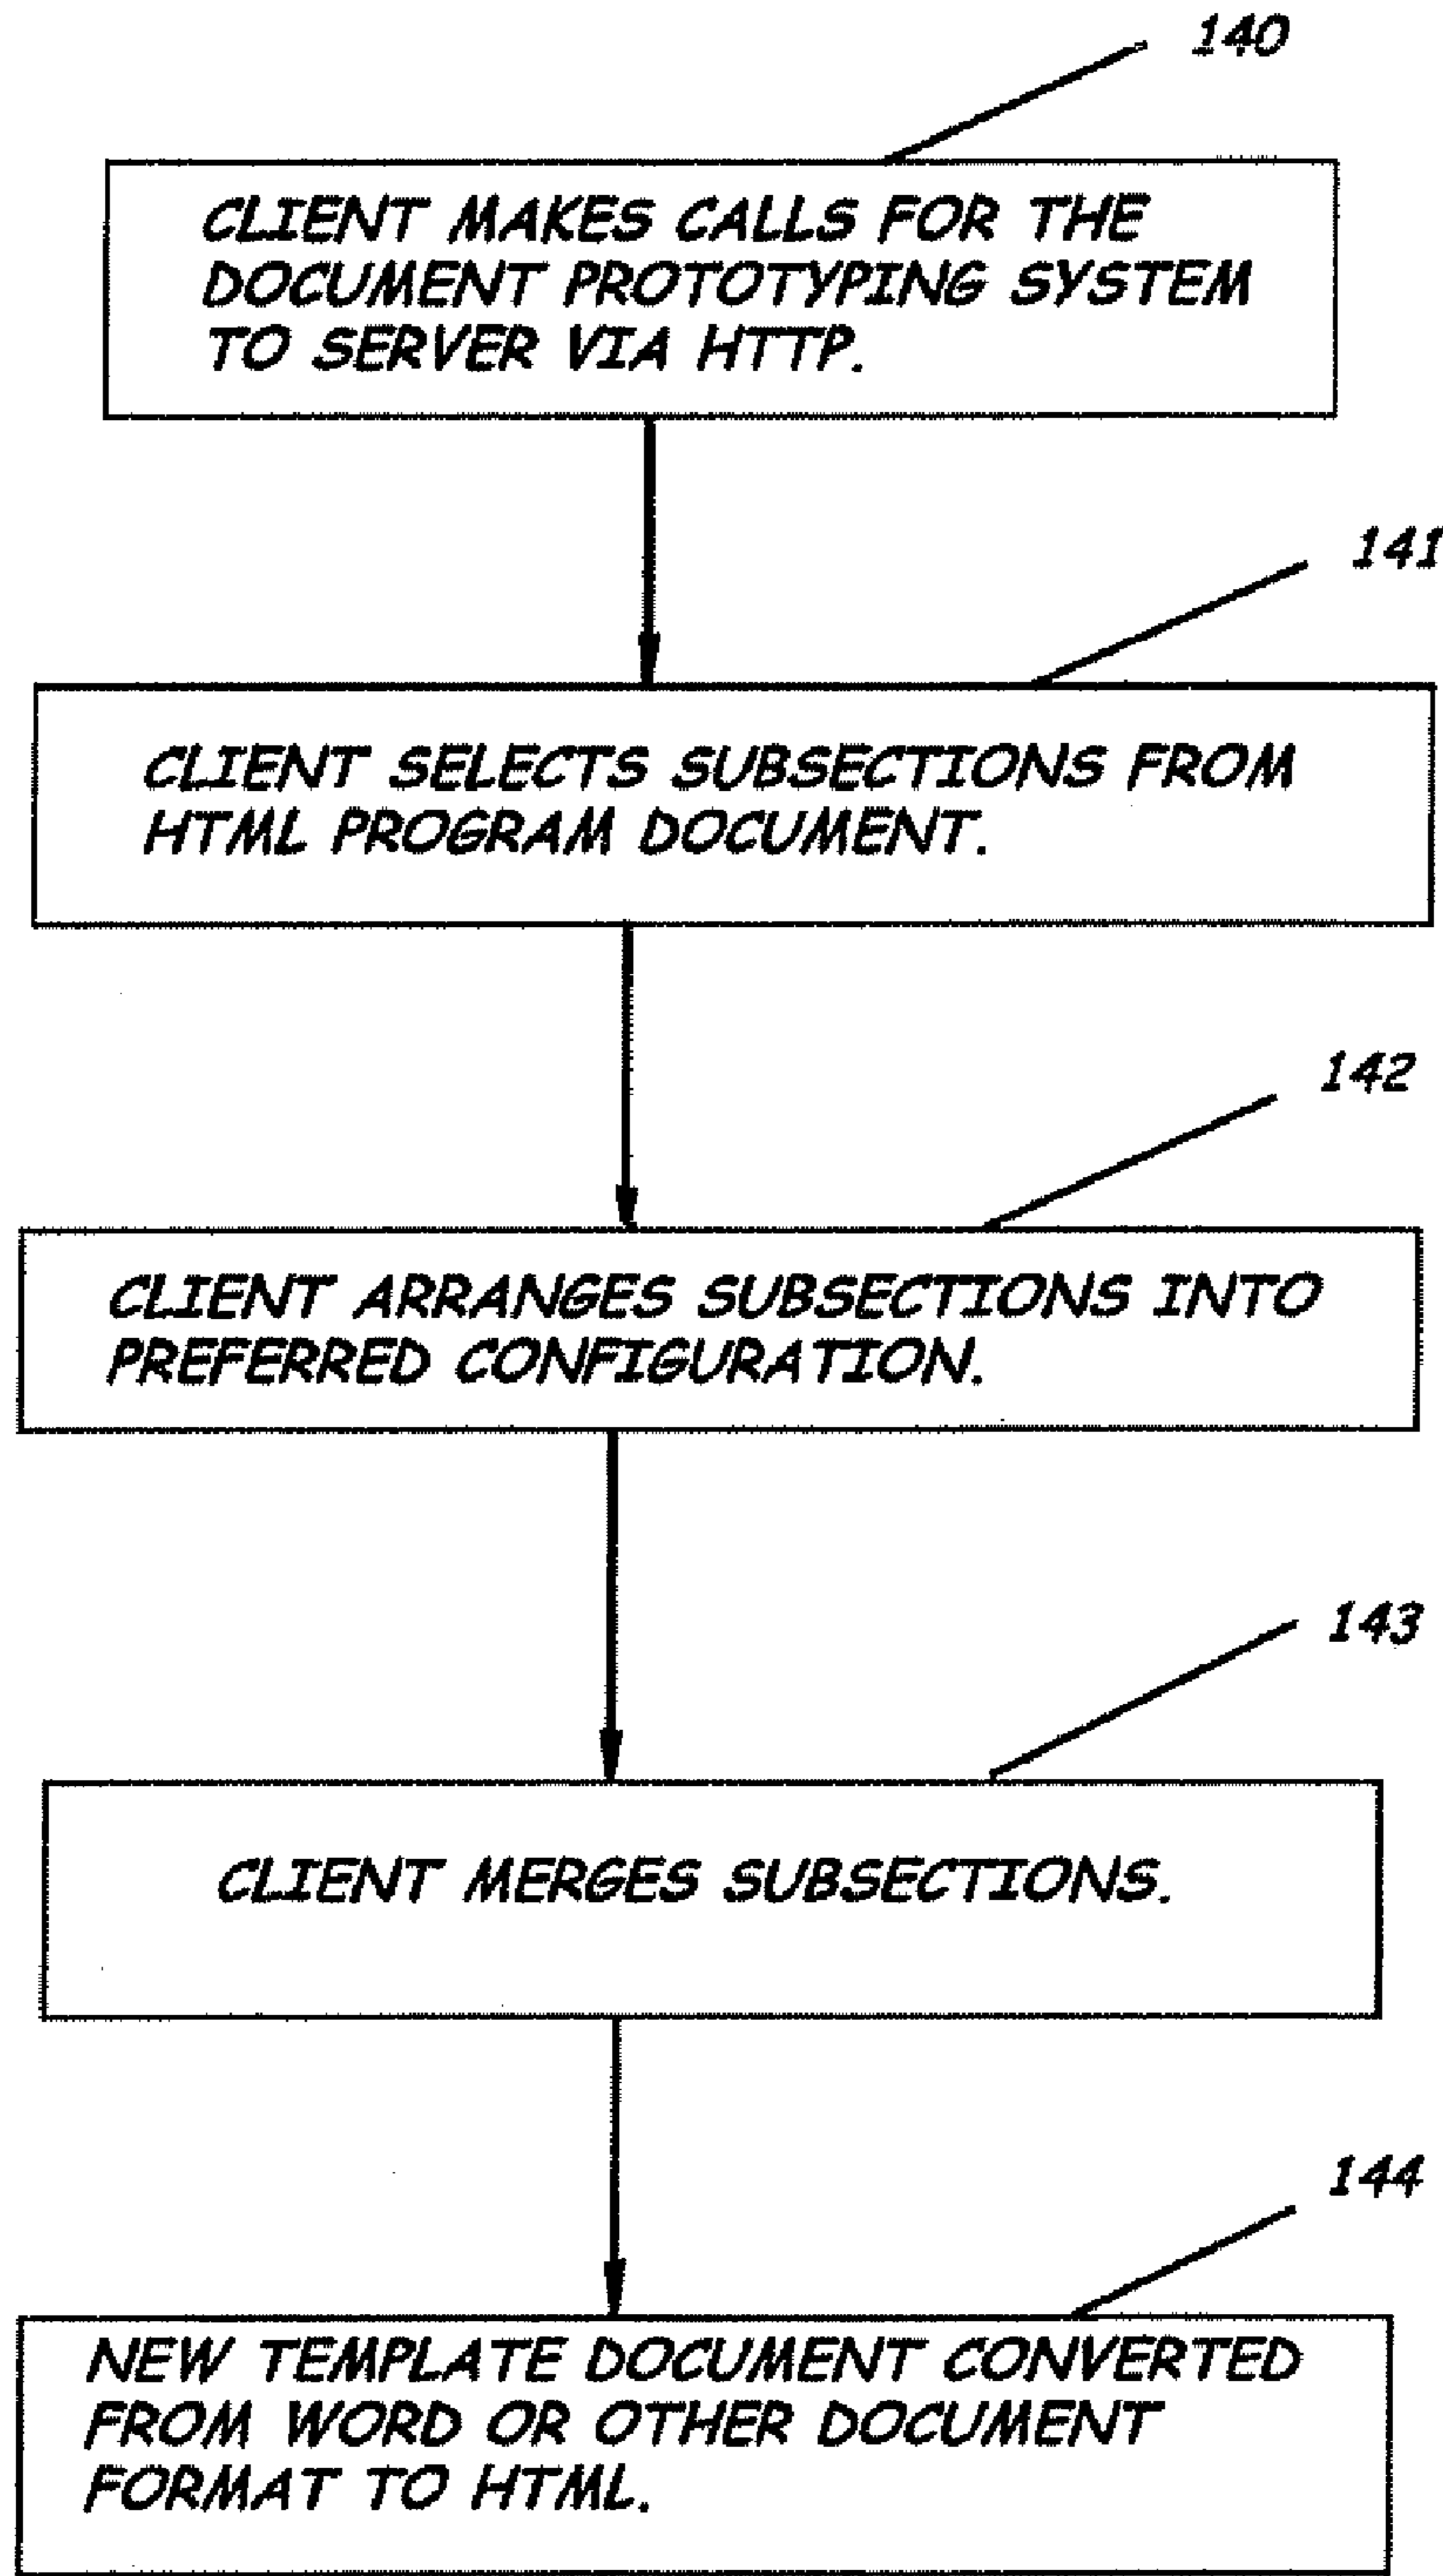 140
CLIENT MAKES CALLS FOR THE
DOCUMENT PROTOTYPING SYSTEM
TO SERVER VIA HTTP.
141
CLIENT SELECTS SUBSECTIONS FROM
HTML PROGRAM DOCUMENT.
142
CLIENT ARRANGES SUBSECTIONS INTO
PREFERRED CONFIGURATION.
143
CLIENT MERGES SUBSECTIONS.
144
NEW TEMPLATE DOCUMENT CONVERTED
FROM WORD OR OTHER DOCUMENT
FORMAT TO HTML.